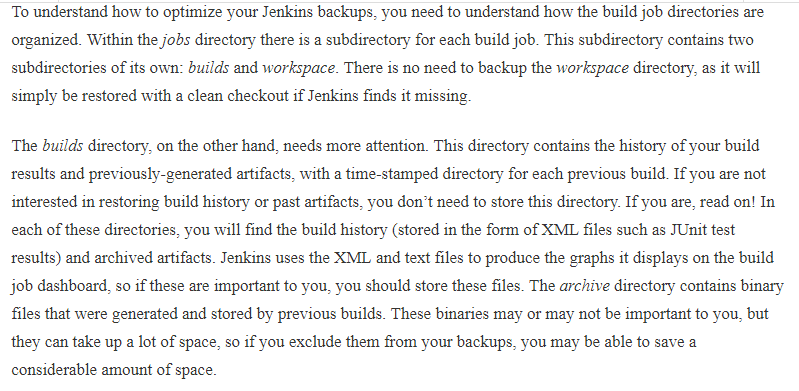 To understand how to optimize your Jenkins backups, you need to understand how the build job directories are
organized. Within the jobs directory there is a subdirectory for each build job. This subdirectory contains two
subdirectories of its own: builds and workspace. There is no need to backup the workspace directory, as it will
simply be restored with a clean checkout if Jenkins finds it missing.
The builds directory, on the other hand, needs more attention. This directory contains the history of your build
results and previously-generated artifacts, with a time-stamped directory for each previous build. If you are not
interested in restoring build history or past artifacts, you don’t need to store this directory. If you are, read on! In
each of these directories, you will find the build history (stored in the form of XML files such as JUnit test
results) and archived artifacts. Jenkins uses the XML and text files to produce the graphs it displays on the build
job dashboard, so if these are important to you, you should store these files. The archive directory contains binary
files that were generated and stored by previous builds. These binaries may or may not be important to you, but
they can take up a lot of space, so if you exclude them from your backups, you may be able to save a
considerable amount of space.